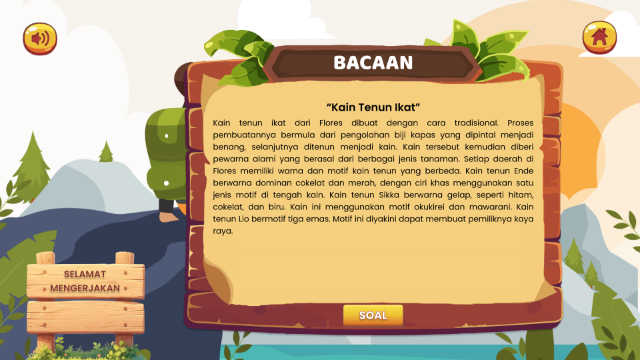 BACAAN
“Kain Tenun Ikat”
Kain tenun ikat dari Flores dibuat dengan cara tradisional. Proses
pembuatannya bermula dari pengolahan biji kapas yang dipintal menjadi
benang, selanjutnya ditenun menjadi kain. Kain tersebut kemudian diberi
pewarna alami yang berasal dari berbagai jenis tanaman. Setiap daerah di
Flores memiliki warna dan motif kain tenun yang berbeda. Kain tenun Ende
berwarna dominan cokelat dan merah, dengan ciri khas menggunakan satu
jenis motif di tengah kain. Kain tenun Sikka berwarna gelap, seperti hitam,
cokelat, dan biru. Kain ini menggunakan motif okukirei dan mawarani. Kain
tenun Lio bermotif tiga emas. Motif ini diyakini dapat membuat pemiliknya kaya
raya.
SELAMAT
MENGERJAKAN
SOAL